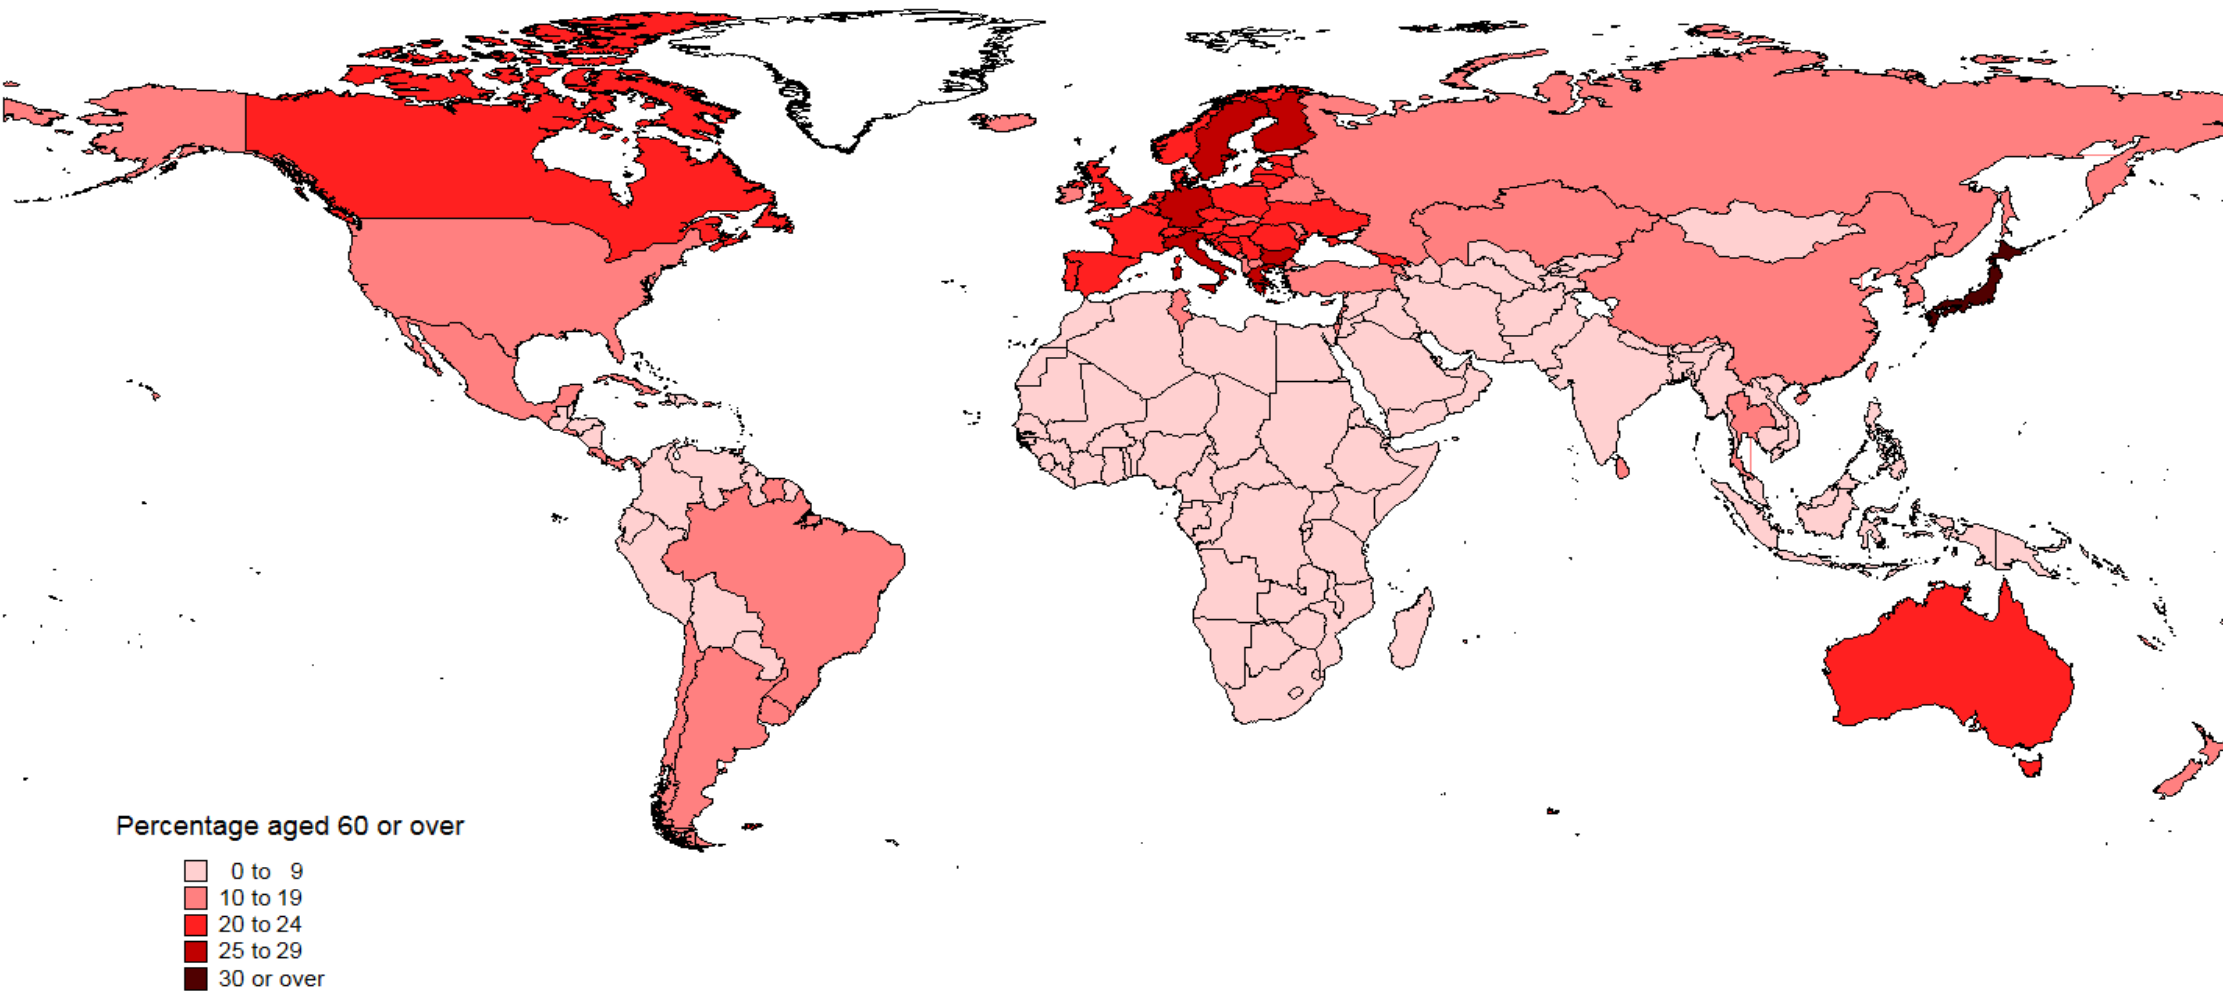 Percentage aged 60 or over
0 to 9
10 to 19
20 to 24
25 to 29
30 or over